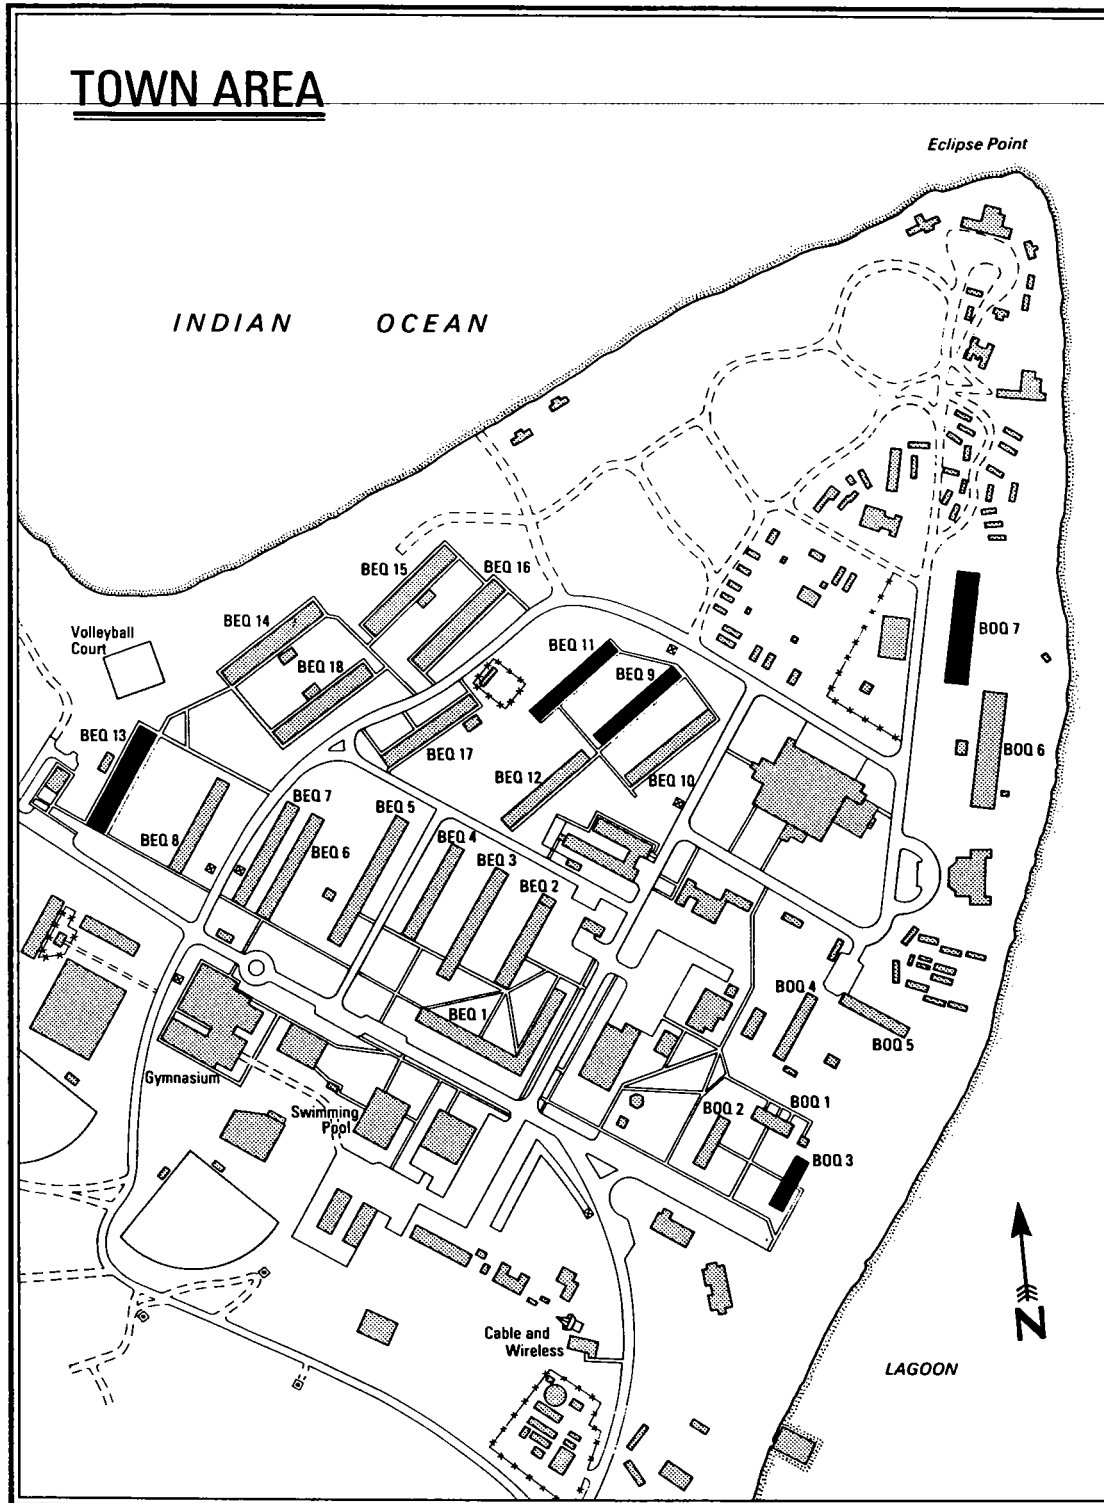 TOWN AREA
Eclipse Point
INDIAN OCEAN
BEQ 15
BEQ 16
BEQ 14
Volleyball
Court
BEQ 18
BEQ 11
BEQ 9
BOQ 7
BEQ 13
BEQ 17
BEQ 12
BEQ 10
BOQ 6
BEQ 7
BEQ 5
BEQ 8
BEQ 6
BEQ 4
BEQ 3
BEQ 2
BOQ 4
BEQ 1
BOQ 5
Gymnasium
Swimming
Pool
BOQ 1
BOQ 2
BOQ 3
N
Cable and
Wireless
LAGOON